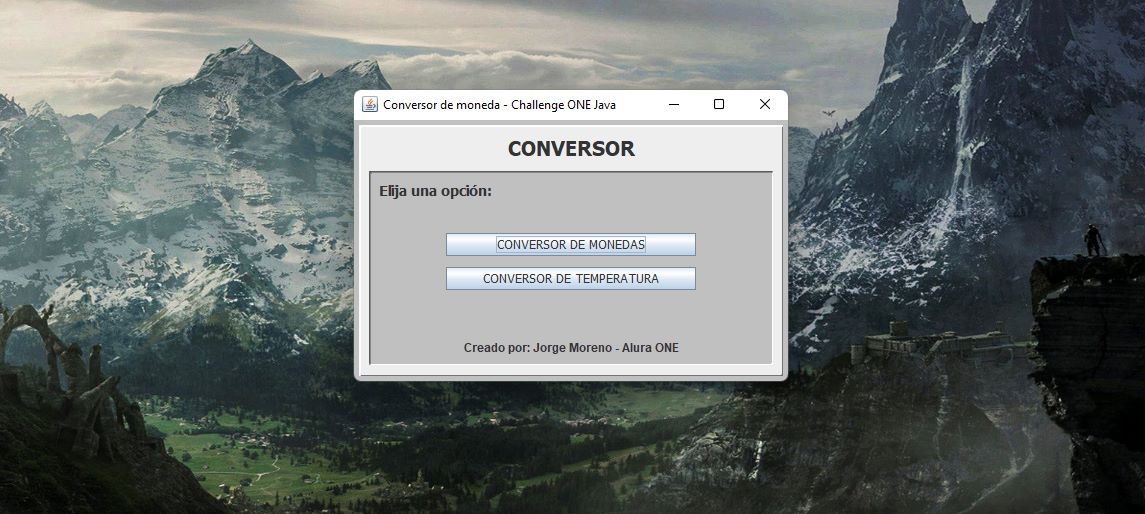 Conversor de moneda - Challenge ONE Java
CONVERSOR
Elija una opción:
CONVERSOR DE MONEDAS
CONVERSOR DE TEMPERATURA
Creado por: Jorge Moreno - Alura ONE